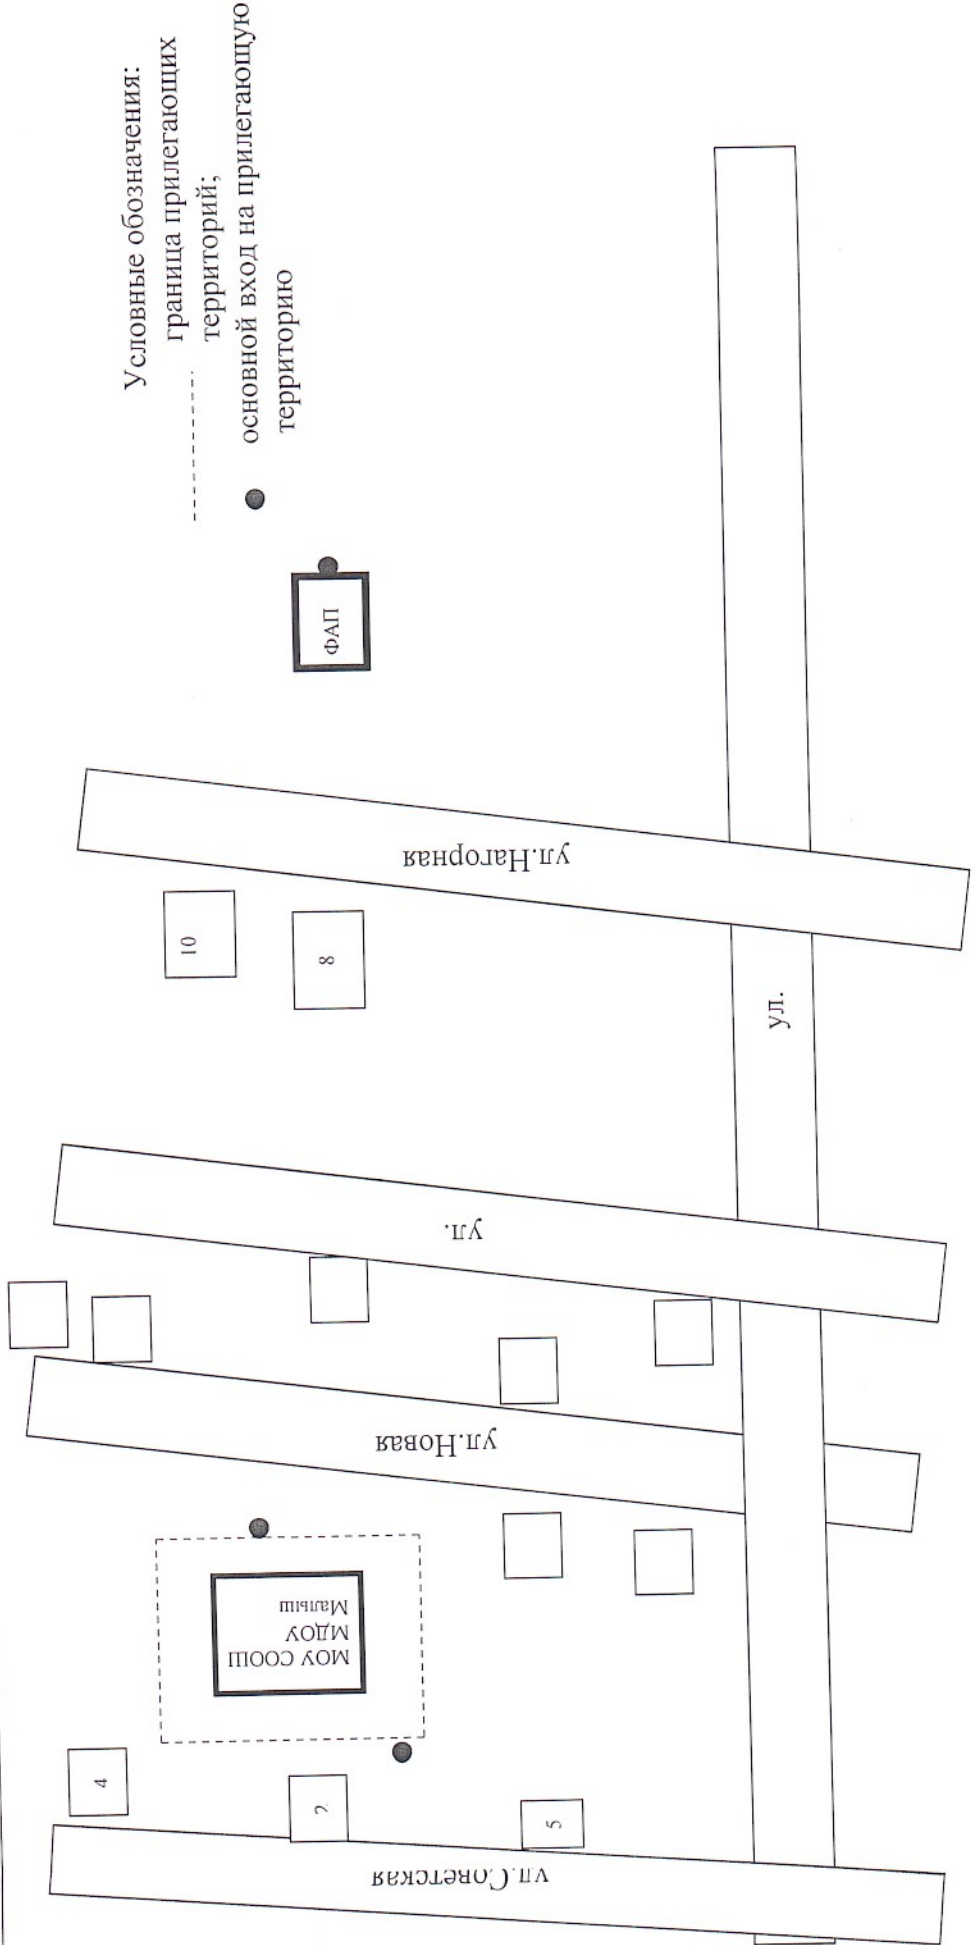 Условные обозначения:
граница прилегающих
территорий;
основной вход на прилегающую
территорию
ФАП
ул.Нагорная
10
8
ул.
ул.
ул.Новая
МОУ СООШ
МДОУ
Малыш
4
2
5
ул.Советская